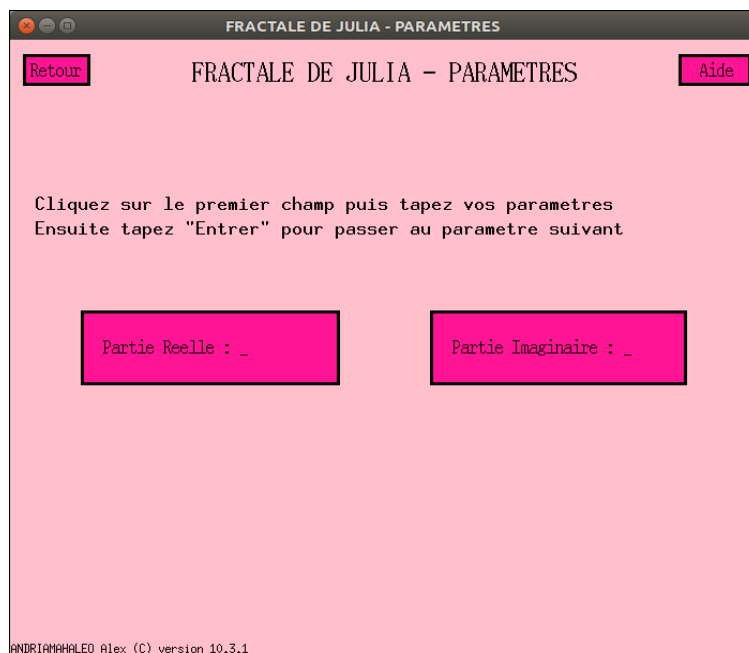 FRACTALE DE JULIA - PARAMETRES
Retour
FRACTALE DE JULIA - PARAMETRES
Aide
Cliquez sur le premier champ puis tapez vos parametres
Ensuite tapez "Entrer" pour passer au parametre suivant
Partie Reelle : _
Partie Imaginaire : _
ANDRIAMAHALEO Alex (C) version 10.3.1